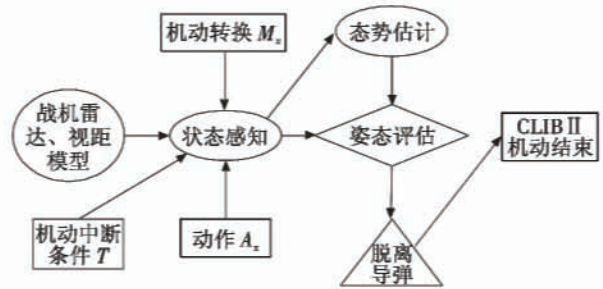 机动转换 Mx
态势估计
战机雷
达、视距
模型
状态感知
姿态评估
CLIBⅡ
机动结束
机动中断
条件 T
动作 Ax
脱离
导弹